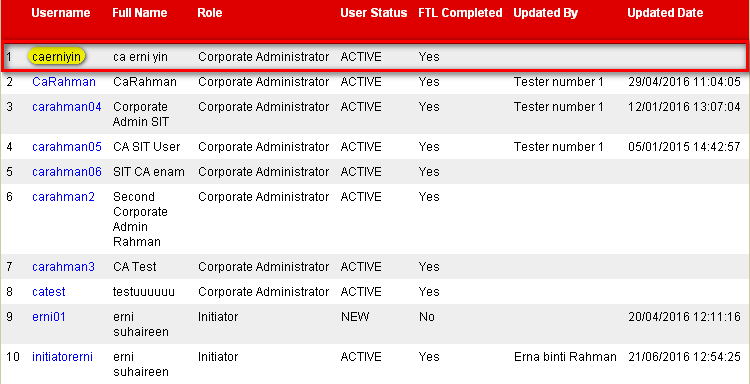 Username Full Name Role User Status FTL Completed Updated By Updated Date
1 caerniyin ca erni yin Corporate Administrator ACTIVE Yes
2 CaRahman CaRahman Corporate Administrator ACTIVE Yes Tester number 1 29/04/2016 11:04:05
3 carahman04 Corporate Corporate Administrator ACTIVE Yes Tester number 1 12/01/2016 13:07:04
Admin SIT
4 carahman05 CA SIT User Corporate Administrator ACTIVE Yes Tester number 1 05/01/2015 14:42:57
5 carahman06 SIT CA enam Corporate Administrator ACTIVE Yes
6 carahman2 Second Corporate Administrator ACTIVE Yes
Corporate
Admin
Rahman
7 carahman3 CA Test Corporate Administrator ACTIVE Yes
8 catest testuuuuuu Corporate Administrator ACTIVE Yes
9 erni01 erni Initiator NEW No 20/04/2016 12:11:16
suhaireen
10 initiatorerni erni Initiator ACTIVE Yes Erna binti Rahman 21/06/2016 12:54:25
suhaireen